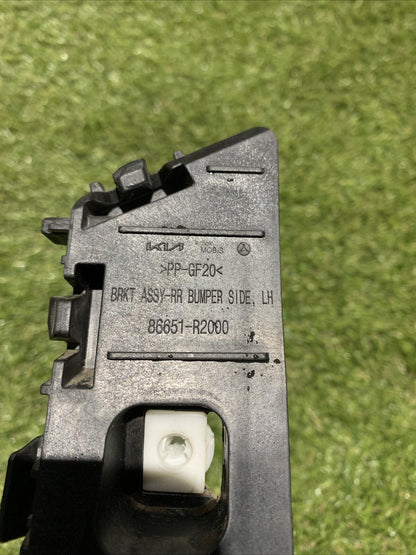 KIA MOBIS
>PP-GF20<
BRKT ASSY-RR BUMPER SIDE, LH
86651-R2000